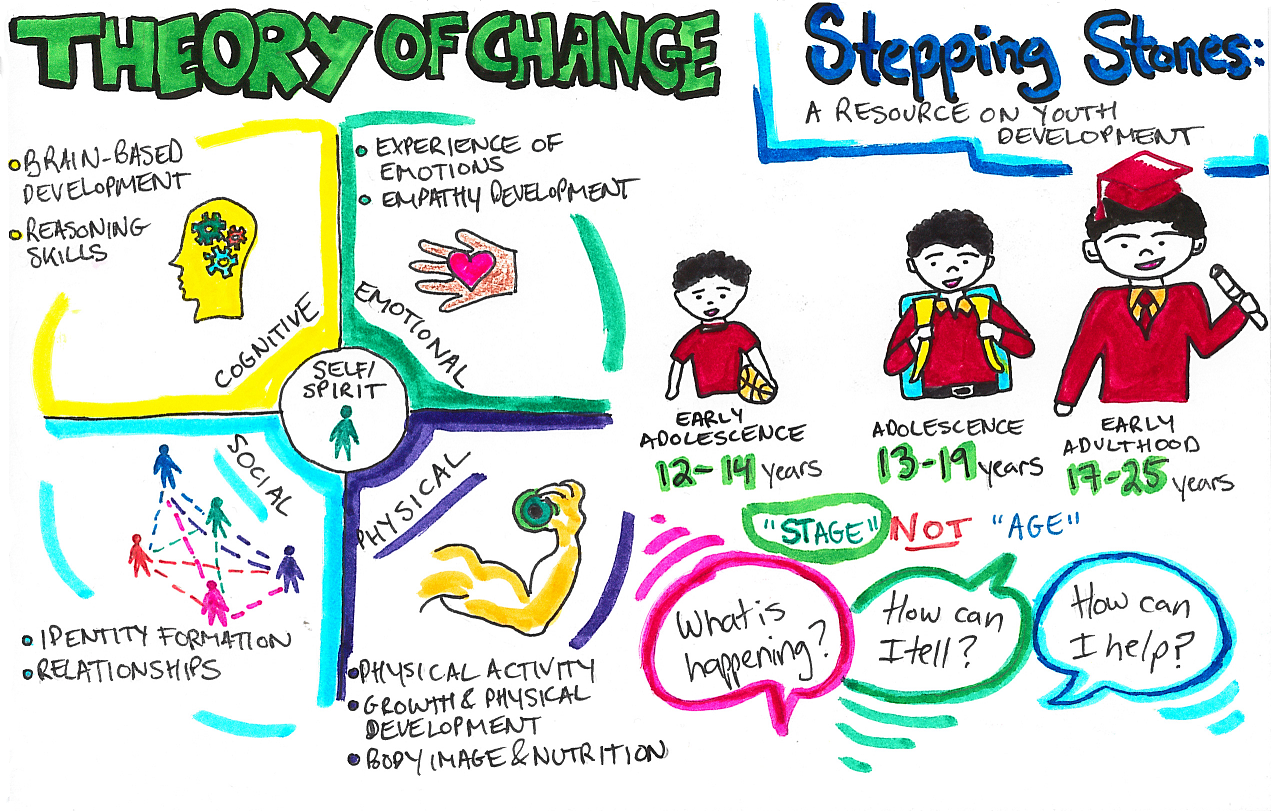 THEORY OF CHANGE
• BRAIN-BASED
DEVELOPMENT
• REASONING
SKILLS
COGNITIVE
• EXPERIENCE OF
EMOTIONS
• EMPATHY DEVELOPMENT
EMOTIONAL
SELF/
SPIRIT
SOCIAL
• IDENTITY FORMATION
• RELATIONSHIPS
PHYSICAL
• PHYSICAL ACTIVITY
• GROWTH & PHYSICAL
DEVELOPMENT
• BODY IMAGE & NUTRITION
Stepping Stones:
A RESOURCE ON YOUTH
DEVELOPMENT
EARLY
ADOLESCENCE
12-14 years
ADOLESCENCE
13-19 years
EARLY
ADULTHOOD
17-25 years
"STAGE" NOT "AGE"
What is
happening?
How can
I tell?
How can
I help?